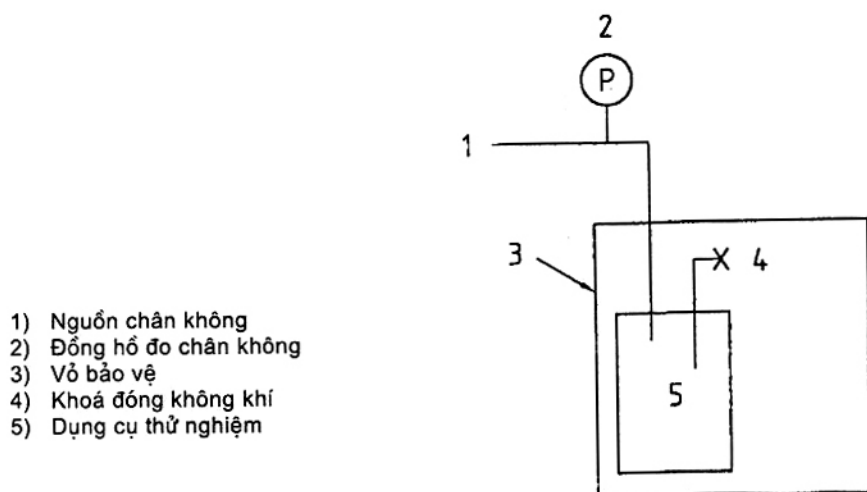 2
P
1
3
4
5
1) Nguồn chân không
2) Đồng hồ đo chân không
3) Vỏ bảo vệ
4) Khoá đóng không khí
5) Dụng cụ thử nghiệm